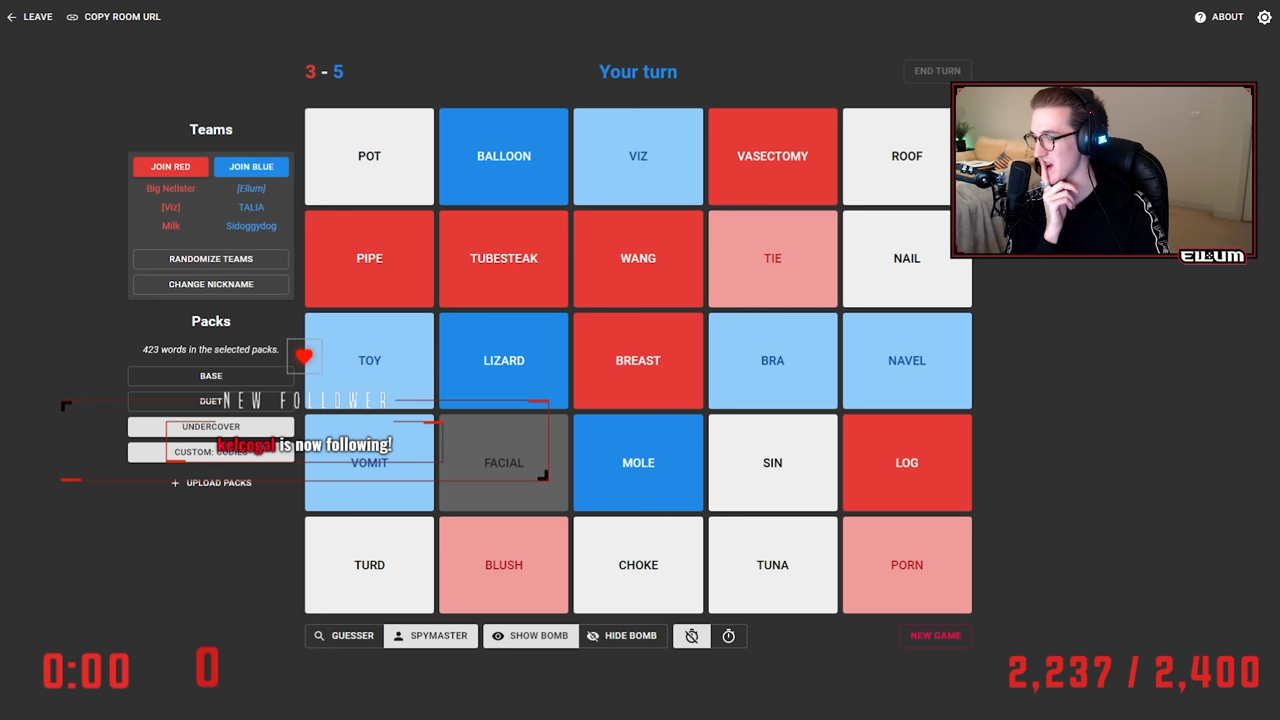 LEAVE
COPY ROOM URL
ABOUT
3 - 5
Your turn
END TURN
Teams
JOIN RED
JOIN BLUE
Big Nellster
[Ellum]
[Viz]
TALIA
Milk
Sidoggydog
RANDOMIZE TEAMS
CHANGE NICKNAME
Packs
423 words in the selected packs.
BASE
DUET
UNDERCOVER
CUSTOM: CODIES
+ UPLOAD PACKS
NEW FOLLOWER
kelcogal is now following!
POT
BALLOON
VIZ
VASECTOMY
ROOF
PIPE
TUBESTEAK
WANG
TIE
NAIL
TOY
LIZARD
BREAST
BRA
NAVEL
VOMIT
FACIAL
MOLE
SIN
LOG
TURD
BLUSH
CHOKE
TUNA
PORN
GUESSER
SPYMASTER
SHOW BOMB
HIDE BOMB
NEW GAME
ELLUM
0:00
0
2,237 / 2,400